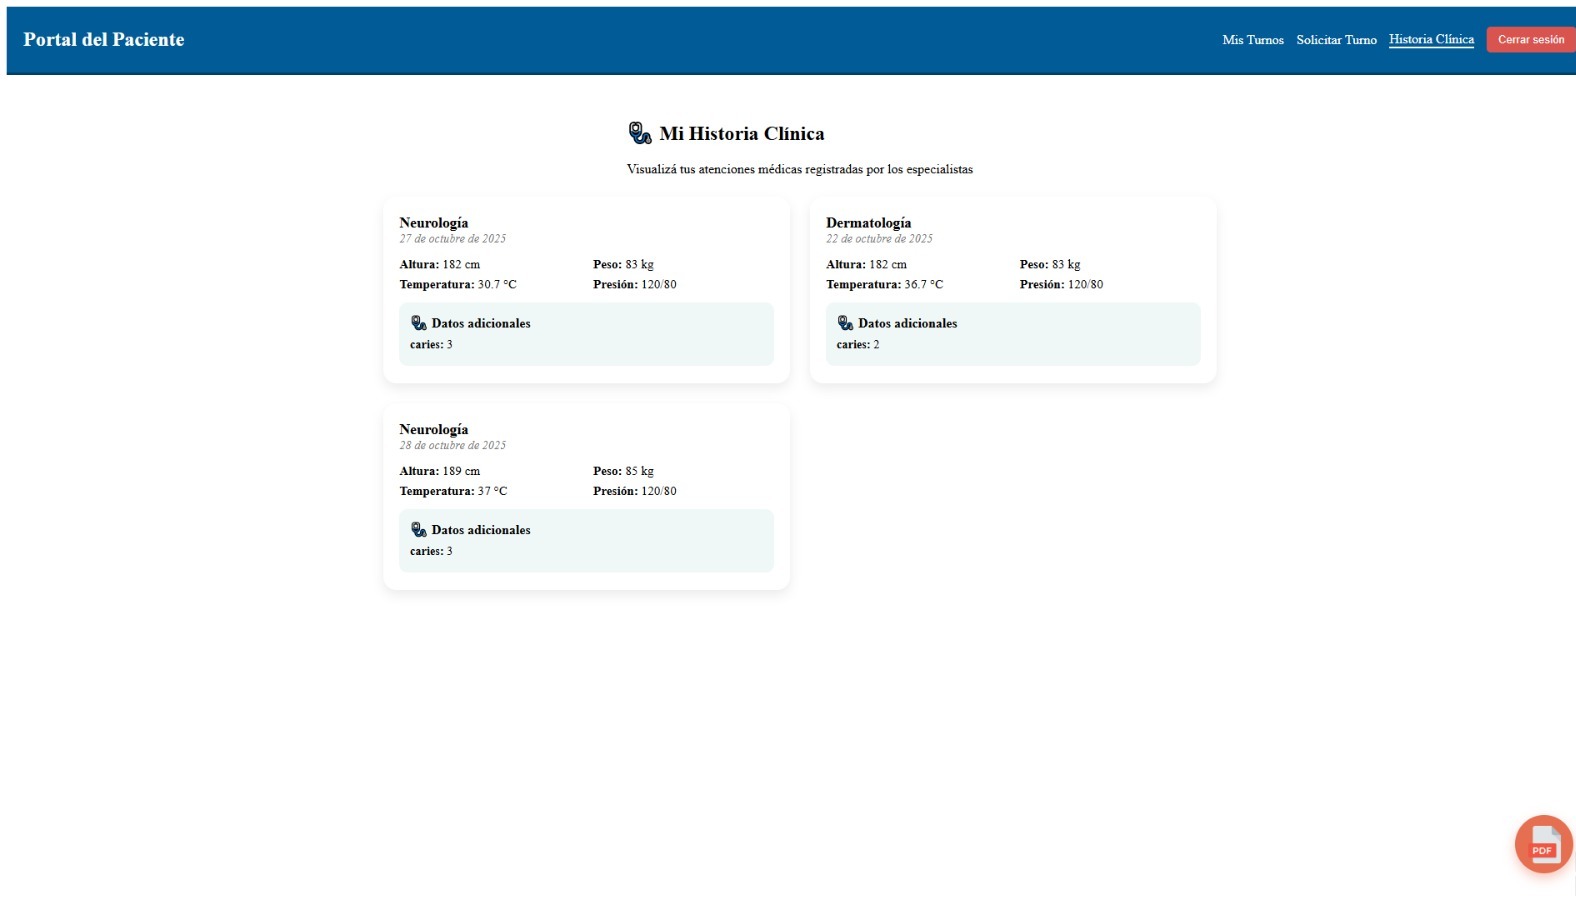 Portal del Paciente
Mis Turnos Solicitar Turno Historia Clínica Cerrar sesión
Mi Historia Clínica
Visualizá tus atenciones médicas registradas por los especialistas
Neurología
27 de octubre de 2025
Altura: 182 cm Peso: 83 kg
Temperatura: 30.7 °C Presión: 120/80
Datos adicionales
caries: 3
Dermatología
22 de octubre de 2025
Altura: 182 cm Peso: 83 kg
Temperatura: 36.7 °C Presión: 120/80
Datos adicionales
caries: 2
Neurología
28 de octubre de 2025
Altura: 189 cm Peso: 85 kg
Temperatura: 37 °C Presión: 120/80
Datos adicionales
caries: 3
PDF